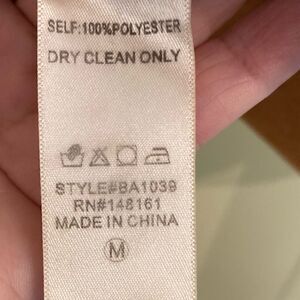 SELF:100%POLYESTER
DRY CLEAN ONLY
STYLE#BA1039
RN#148161
MADE IN CHINA
M